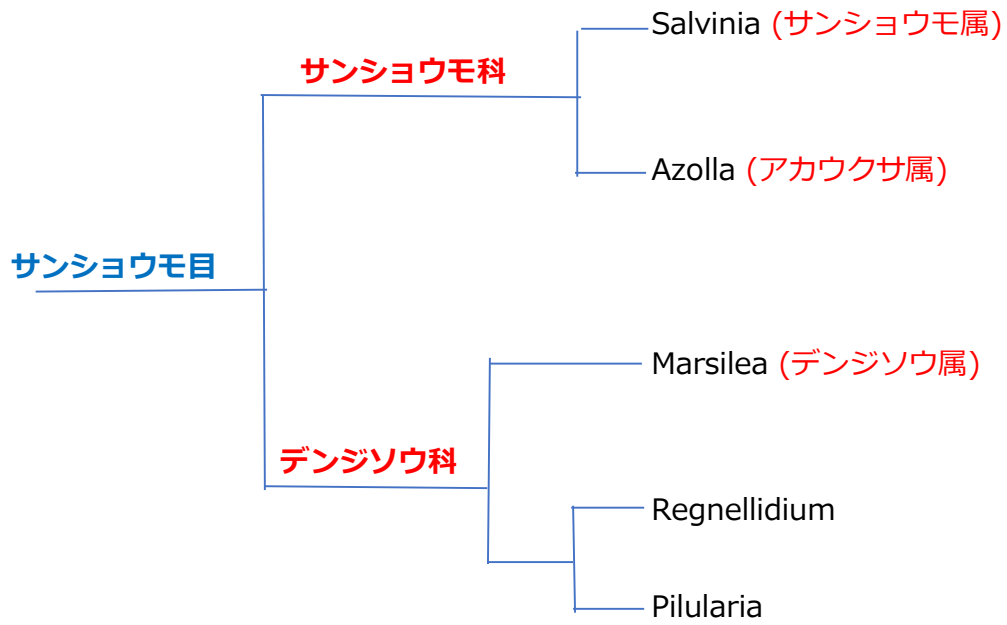 Salvinia (サンショウモ属)
サンショウモ科
Azolla (アカウクサ属)
サンショウモ目
Marsilea (デンジソウ属)
デンジソウ科
Regnellidium
Pilularia